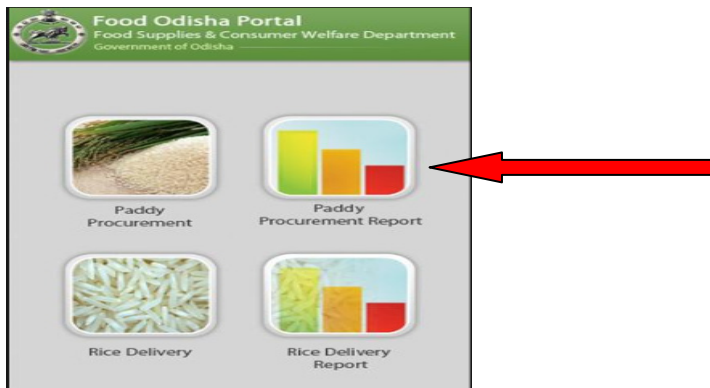 Food Odisha Portal
Food Supplies & Consumer Welfare Department
Government of Odisha
Paddy
Procurement
Paddy
Procurement Report
Rice Delivery
Rice Delivery
Report